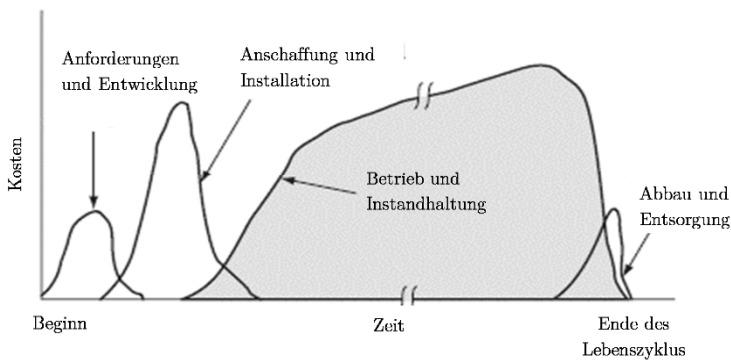 Anforderungen
und Entwicklung
Anschaffung und
Installation
Kosten
Betrieb und
Instandhaltung
Abbau und
Entsorgung
Beginn
Zeit
Ende des
Lebenszyklus